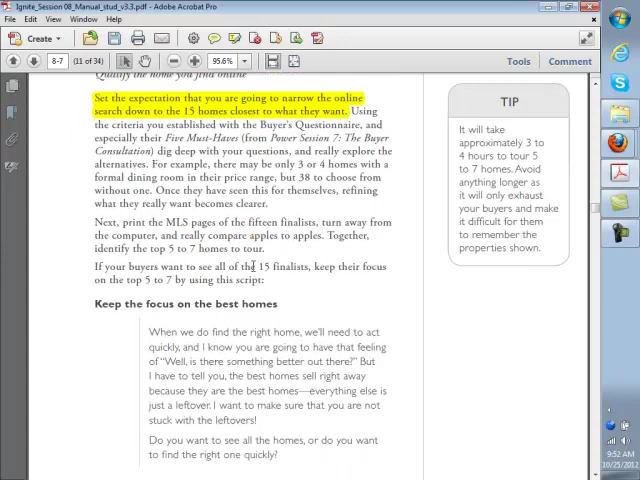 Ignite_Session 08_Manual_stud_v3.3.pdf - Adobe Acrobat Pro
File Edit View Window Help
Create
8-7 (11 of 34) 95.6% Tools Comment
Qualify the home you find online
Set the expectation that you are going to narrow the online
search down to the 15 homes closest to what they want. Using
the criteria you established with the Buyer's Questionnaire, and
especially their Five Must-Haves (from Power Session 7: The Buyer
Consultation) dig deep with your questions, and really explore the
alternatives. For example, there may be only 3 or 4 homes with a
formal dining room in their price range, but 38 to choose from
without one. Once they have seen this for themselves, refining
what they really want becomes clearer.
Next, print the MLS pages of the fifteen finalists, turn away from
the computer, and really compare apples to apples. Together,
identify the top 5 to 7 homes to tour.
If your buyers want to see all of the 15 finalists, keep their focus
on the top 5 to 7 by using this script:
Keep the focus on the best homes
When we do find the right home, we'll need to act
quickly, and I know you are going to have that feeling
of “Well, is there something better out there?” But
I have to tell you, the best homes sell right away
because they are the best homes—everything else is
just a leftover. I want to make sure that you are not
stuck with the leftovers!
Do you want to see all the homes, or do you want
to find the right one quickly?
TIP
It will take
approximately 3 to
4 hours to tour 5
to 7 homes. Avoid
anything longer as
it will only exhaust
your buyers and make
it difficult for them
to remember the
properties shown.
9:52 AM
10/25/2012